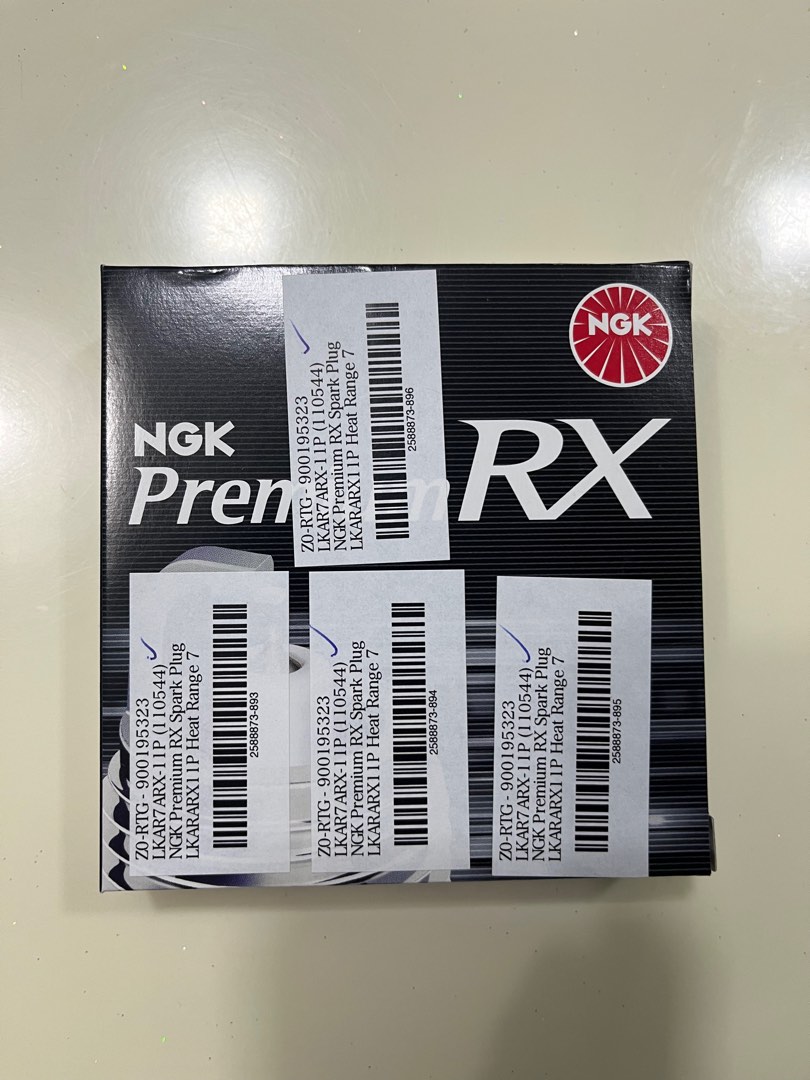 NGK
NGK
Prem m RX
Z0-RTG - 900195323
LKAR7ARX-11P (110544)
NGK Premium RX Spark Plug
LKARARX11P Heat Range 7
2588873-896
Z0-RTG - 900195323
LKAR7ARX-11P (110544)
NGK Premium RX Spark Plug
LKARARX11P Heat Range 7
2588873-893
Z0-RTG - 900195323
LKAR7ARX-11P (110544)
NGK Premium RX Spark Plug
LKARARX11P Heat Range 7
2588873-894
Z0-RTG - 900195323
LKAR7ARX-11P (110544)
NGK Premium RX Spark Plug
LKARARX11P Heat Range 7
2588873-895